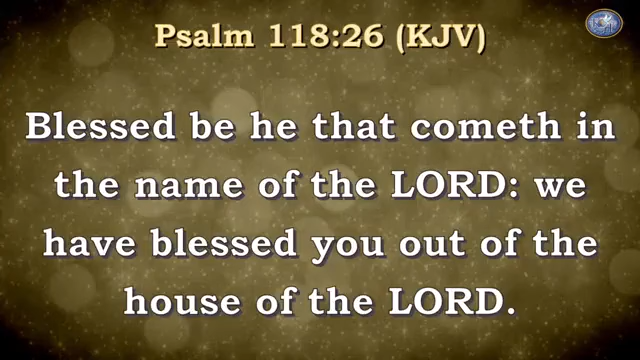 Psalm 118:26 (KJV)
Blessed be he that cometh in
the name of the LORD: we
have blessed you out of the
house of the LORD.